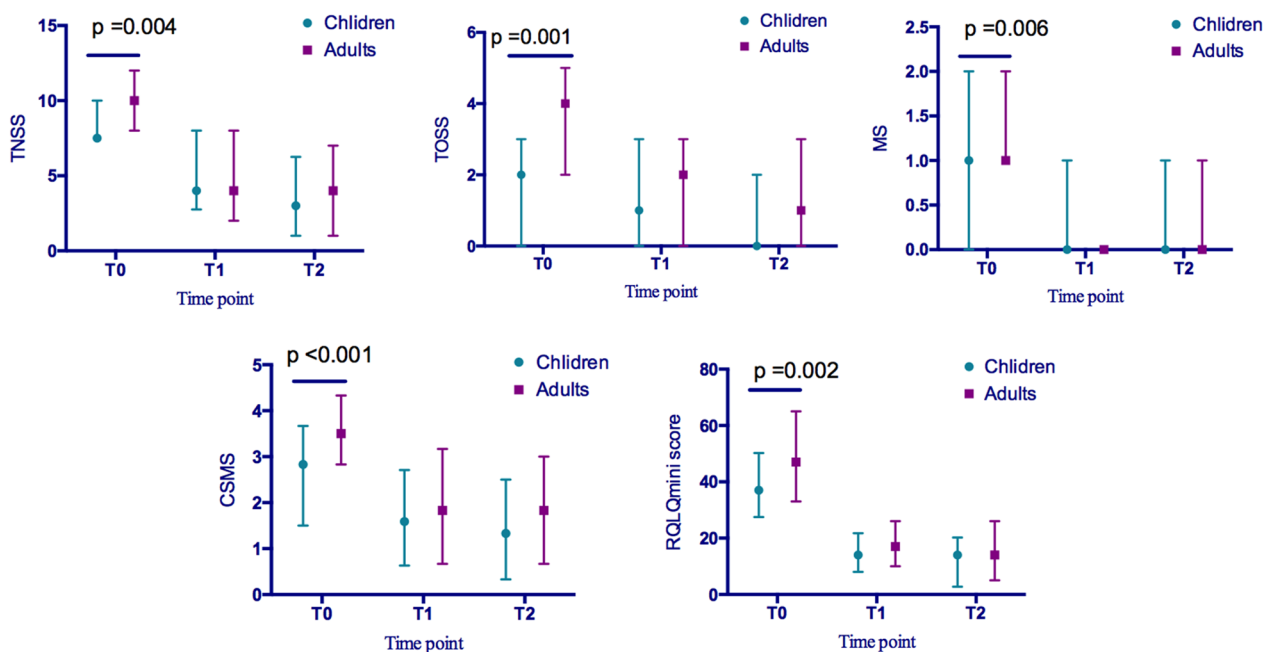 p =0.004
Chlidren
Adults
TNSS
15
10
5
0
T0 T1 T2
Time point
p =0.001
Chlidren
Adults
TOSS
6
4
2
0
T0 T1 T2
Time point
p =0.006
Chlidren
Adults
MS
2.5
2.0
1.5
1.0
0.5
0.0
T0 T1 T2
Time point
p <0.001
Chlidren
Adults
CSMS
5
4
3
2
1
0
T0 T1 T2
Time point
p =0.002
Chlidren
Adults
RQLQmini score
80
60
40
20
0
T0 T1 T2
Time point